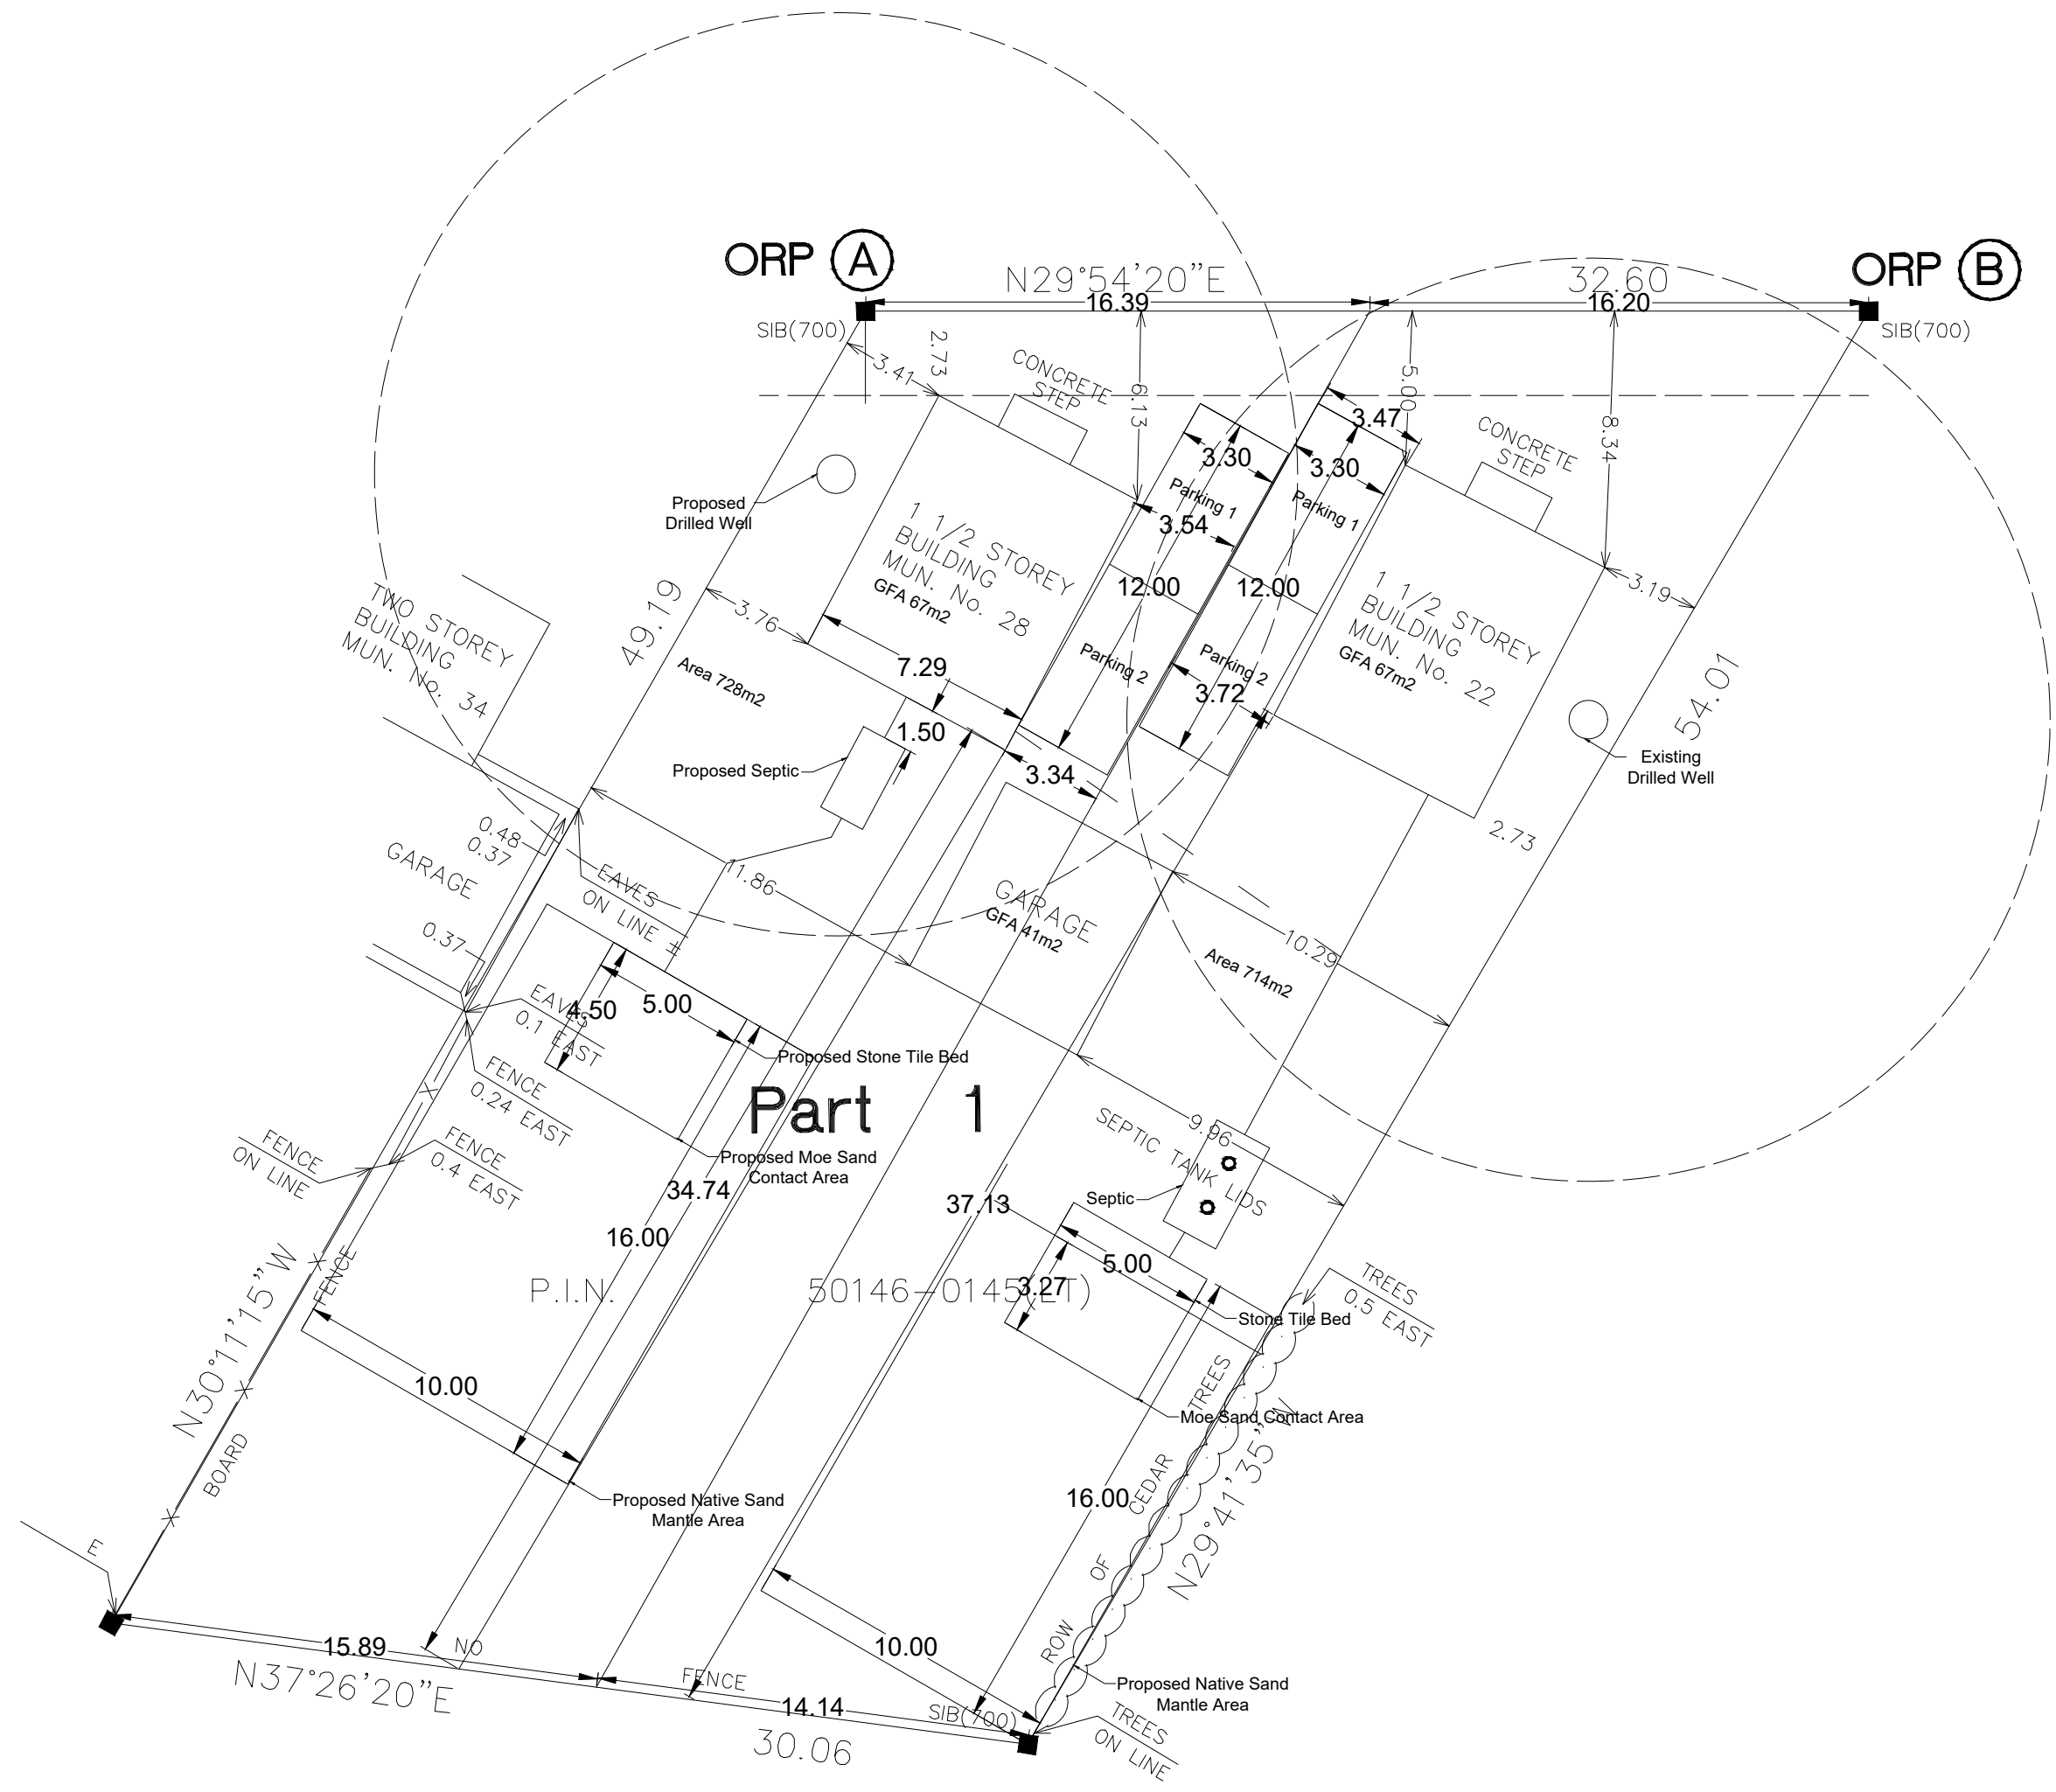 ORP A
ORP B
N29°54'20"E
32.60
16.39
16.20
SIB(700)
SIB(700)
3.41
2.73
CONCRETE
STEP
6.13
5.00
3.47
8.34
CONCRETE
STEP
3.30
3.30
Parking 1
Parking 1
3.54
Proposed
Drilled Well
1 1/2 STOREY
BUILDING
MUN. No. 28
GFA 67m2
12.00
12.00
1 1/2 STOREY
BUILDING
MUN. No. 22
GFA 67m2
3.19
49.19
3.76
TWO STOREY
BUILDING
MUN. No. 34
Area 728m2
7.29
Parking 2
Parking 2
3.72
54.01
1.50
Proposed Septic
3.34
Existing
Drilled Well
2.73
0.48
0.37
GARAGE
0.37
11.86
EAVES
ON LINE ±
GARAGE
GFA 41m2
10.29
Area 714m2
EAVES
0.1 EAST
4.50
5.00
Proposed Stone Tile Bed
FENCE
0.24 EAST
Part 1
FENCE
0.4 EAST
FENCE
ON LINE
Proposed Moe Sand
Contact Area
9.96
SEPTIC TANK LIDS
Septic
34.74
37.13
16.00
5.00
3.27
Stone Tile Bed
TREES
0.5 EAST
FENCE
P.I.N. 50146-0145(LT)
N30°11'15"W
10.00
BOARD
Moe Sand Contact Area
N29°41'35"W
16.00
ROW OF CEDAR TREES
Proposed Native Sand
Mantle Area
E
15.89
NO
FENCE
N37°26'20"E
10.00
14.14
30.06
SIB(700)
Proposed Native Sand
Mantle Area
TREES
ON LINE